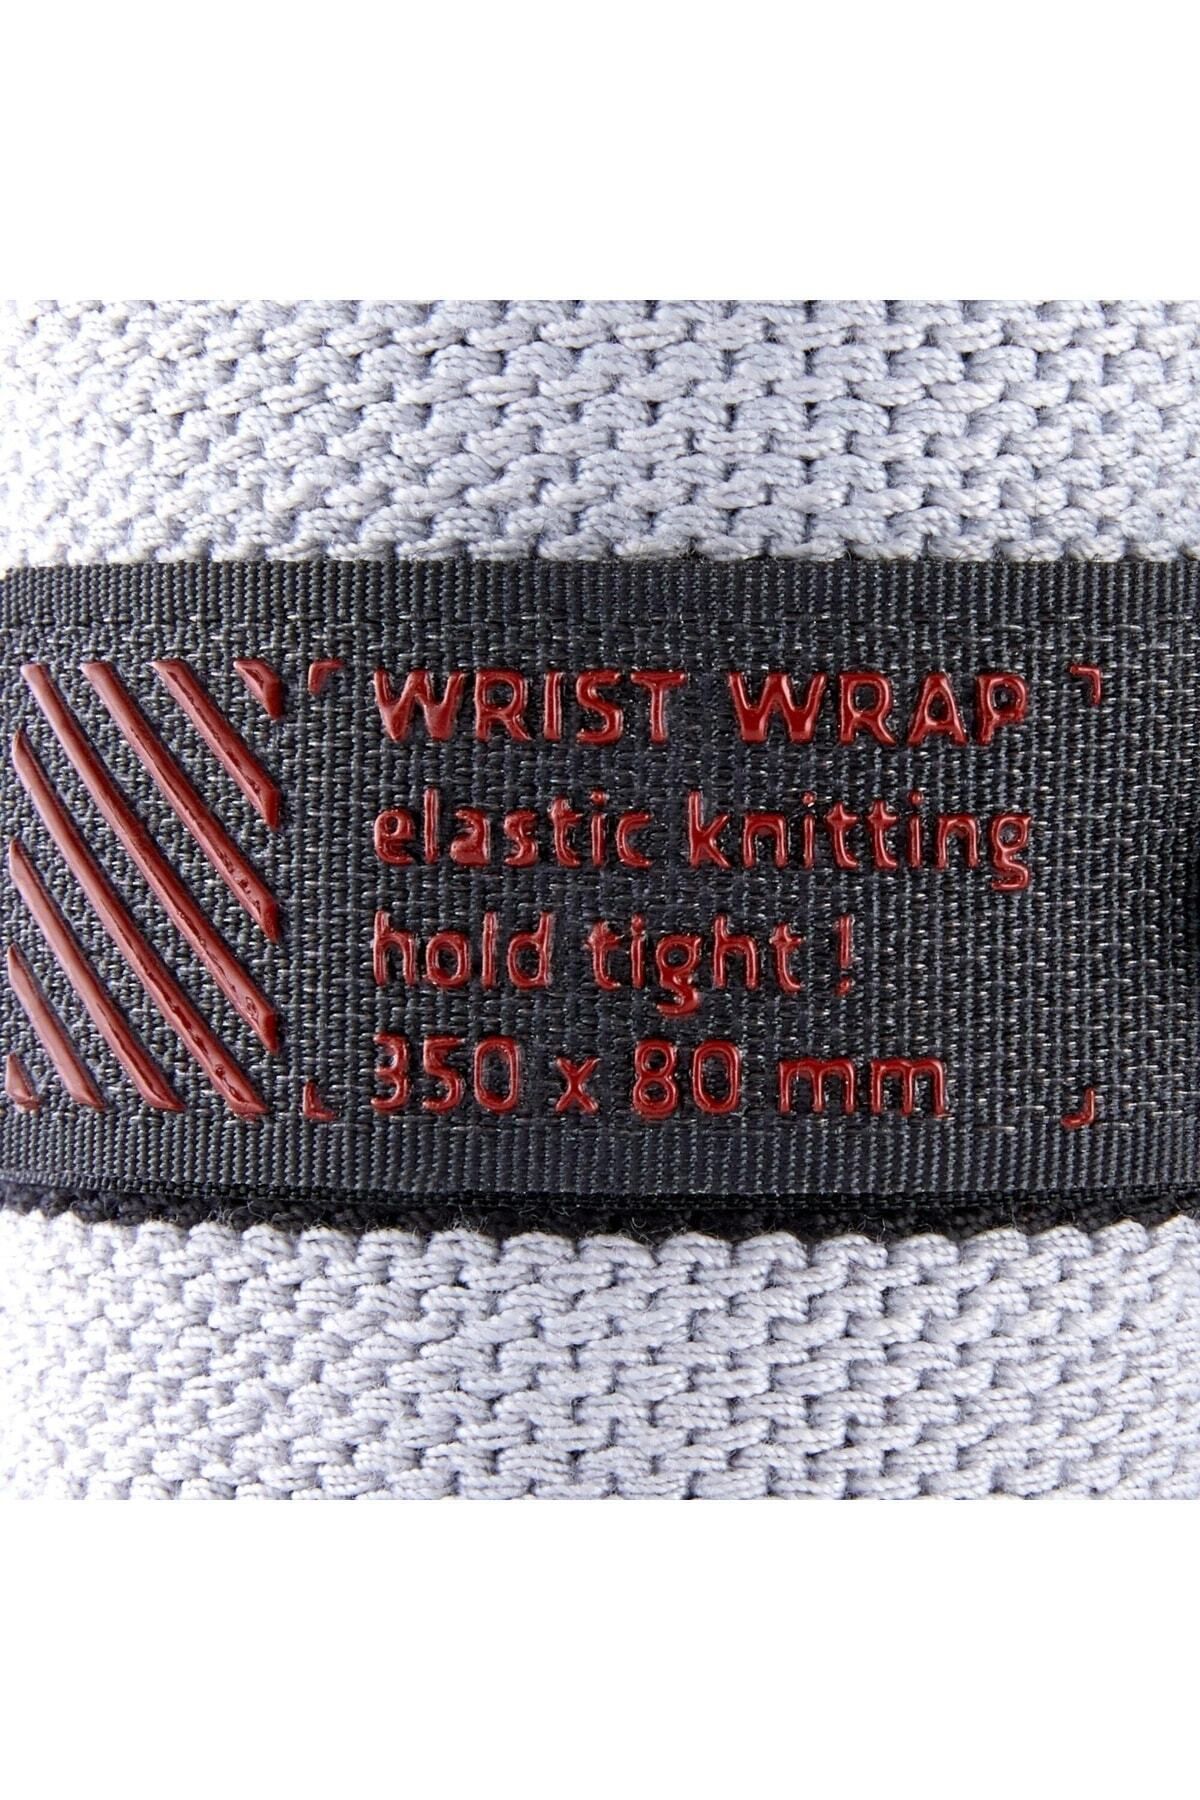 WRIST WRAP
elastic knitting
hold tight !
350 x 80 mm